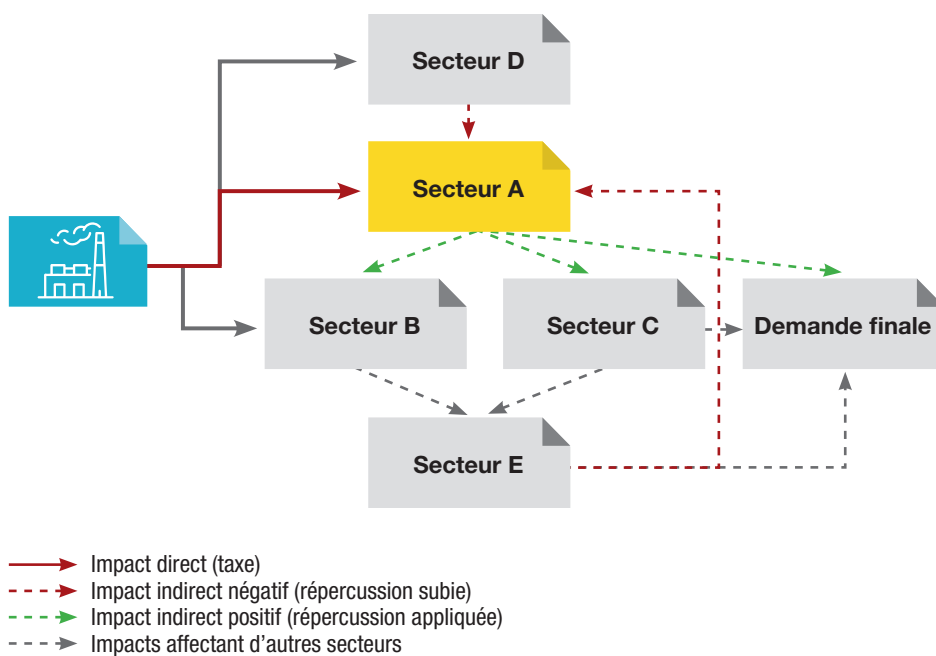 Secteur D
Secteur A
Secteur B
Secteur C
Demande finale
Secteur E
Impact direct (taxe)
Impact indirect négatif (répercussion subie)
Impact indirect positif (répercussion appliquée)
Impacts affectant d’autres secteurs